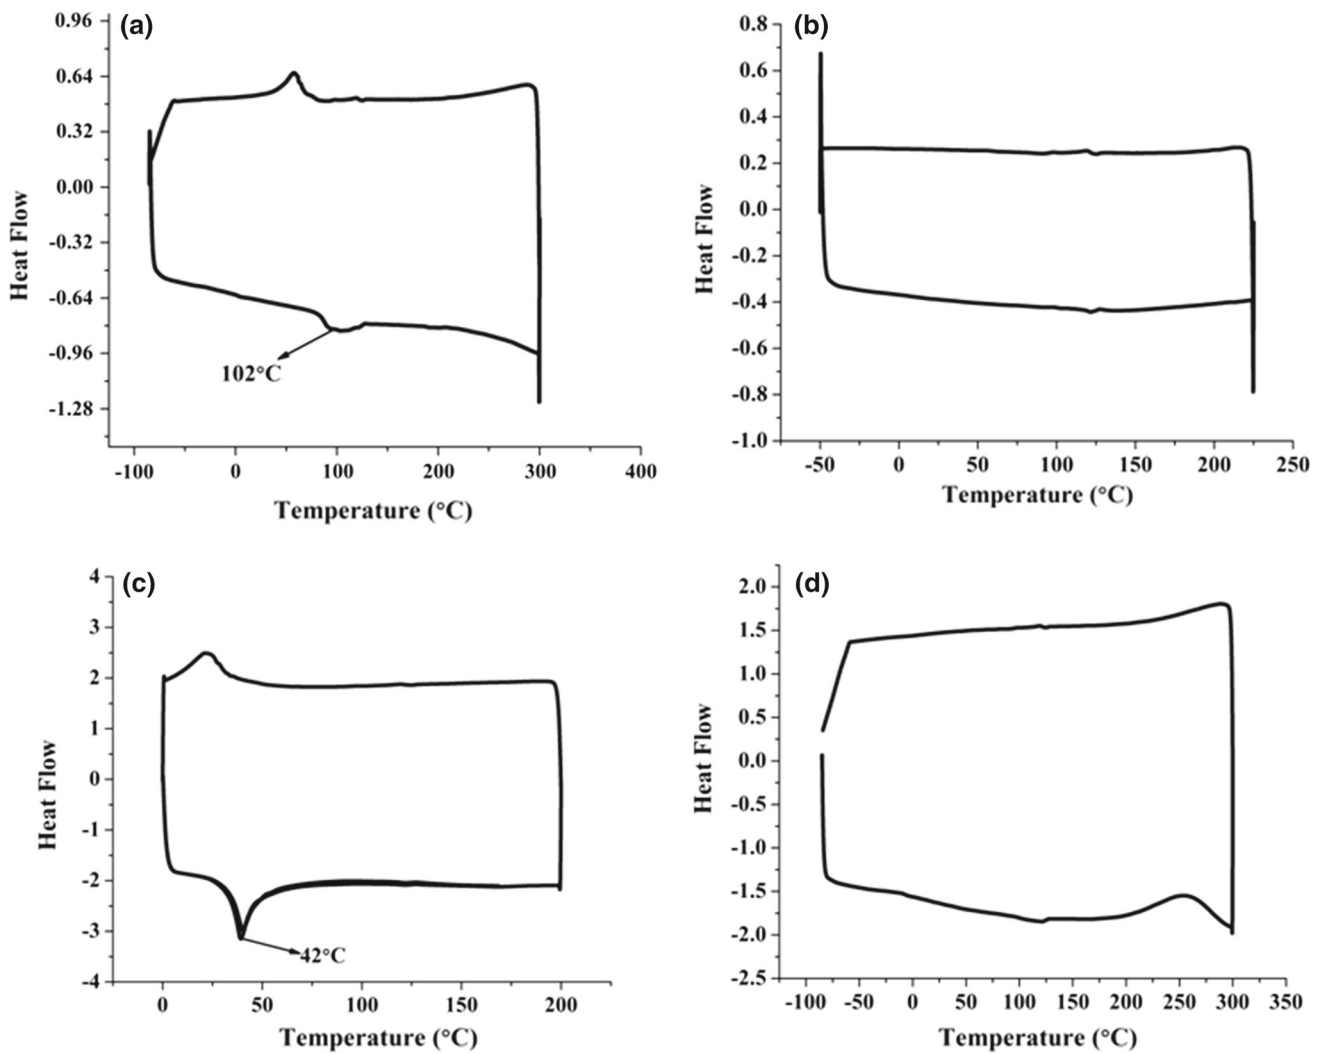 (a)
0.96
0.64
0.32
0.00
-0.32
-0.64
-0.96
-1.28
Heat Flow
102°C
-100 0 100 200 300 400
Temperature (°C)
(b)
0.8
0.6
0.4
0.2
0.0
-0.2
-0.4
-0.6
-0.8
-1.0
Heat Flow
-50 0 50 100 150 200 250
Temperature (°C)
(c)
4
3
2
1
0
-1
-2
-3
-4
Heat Flow
42°C
0 50 100 150 200
Temperature (°C)
(d)
2.0
1.5
1.0
0.5
0.0
-0.5
-1.0
-1.5
-2.0
-2.5
Heat Flow
-100 -50 0 50 100 150 200 250 300 350
Temperature (°C)